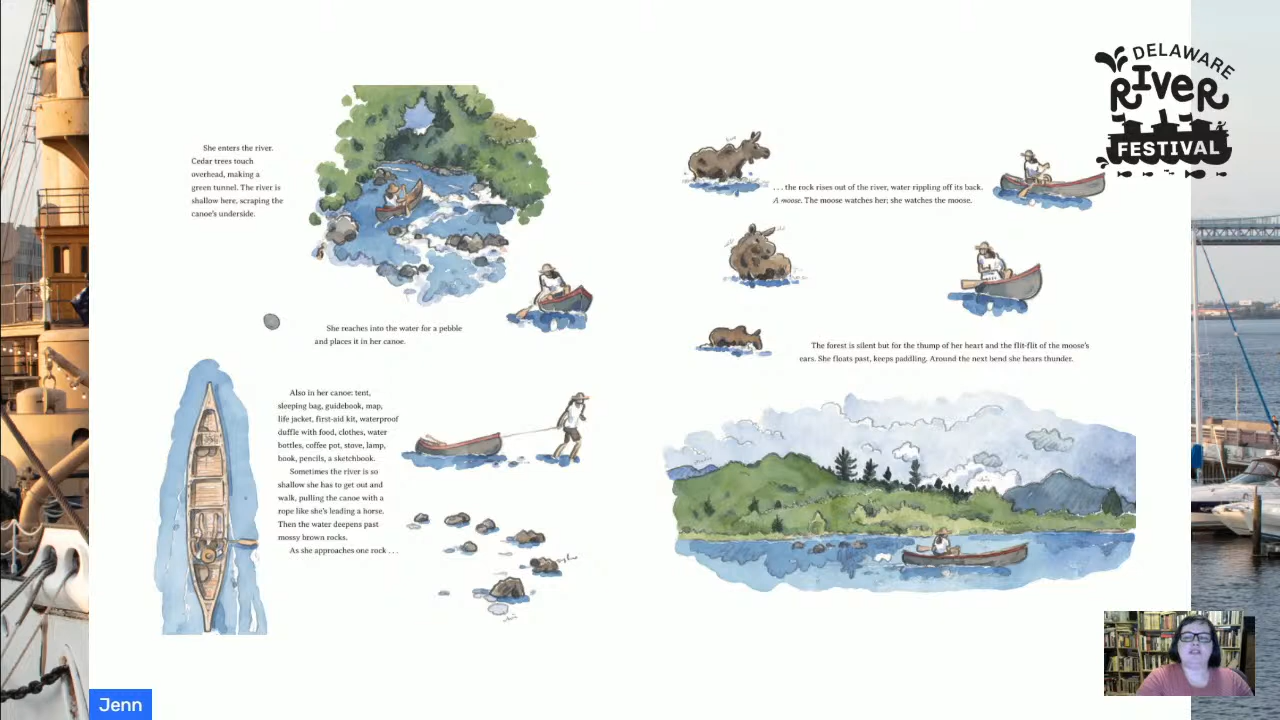 She enters the river.
Cedar trees touch
overhead, making a
green tunnel. The river is
shallow here, scraping the
canoe's underside.
She reaches into the water for a pebble
and places it in her canoe.
Also in her canoe: tent,
sleeping bag, guidebook, map,
life jacket, first-aid kit, waterproof
duffle with food, clothes, water
bottles, coffee pot, stove, lamp,
book, pencils, a sketchbook.
Sometimes the river is so
shallow she has to get out and
walk, pulling the canoe with a
rope like she's leading a horse.
Then the water deepens past
mossy brown rocks.
As she approaches one rock . . .
. . . the rock rises out of the river, water rippling off its back.
A moose. The moose watches her; she watches the moose.
The forest is silent but for the thump of her heart and the flit-flit of the moose's
ears. She floats past, keeps paddling. Around the next bend she hears thunder.
DELAWARE
RIVER
FESTIVAL
Jenn